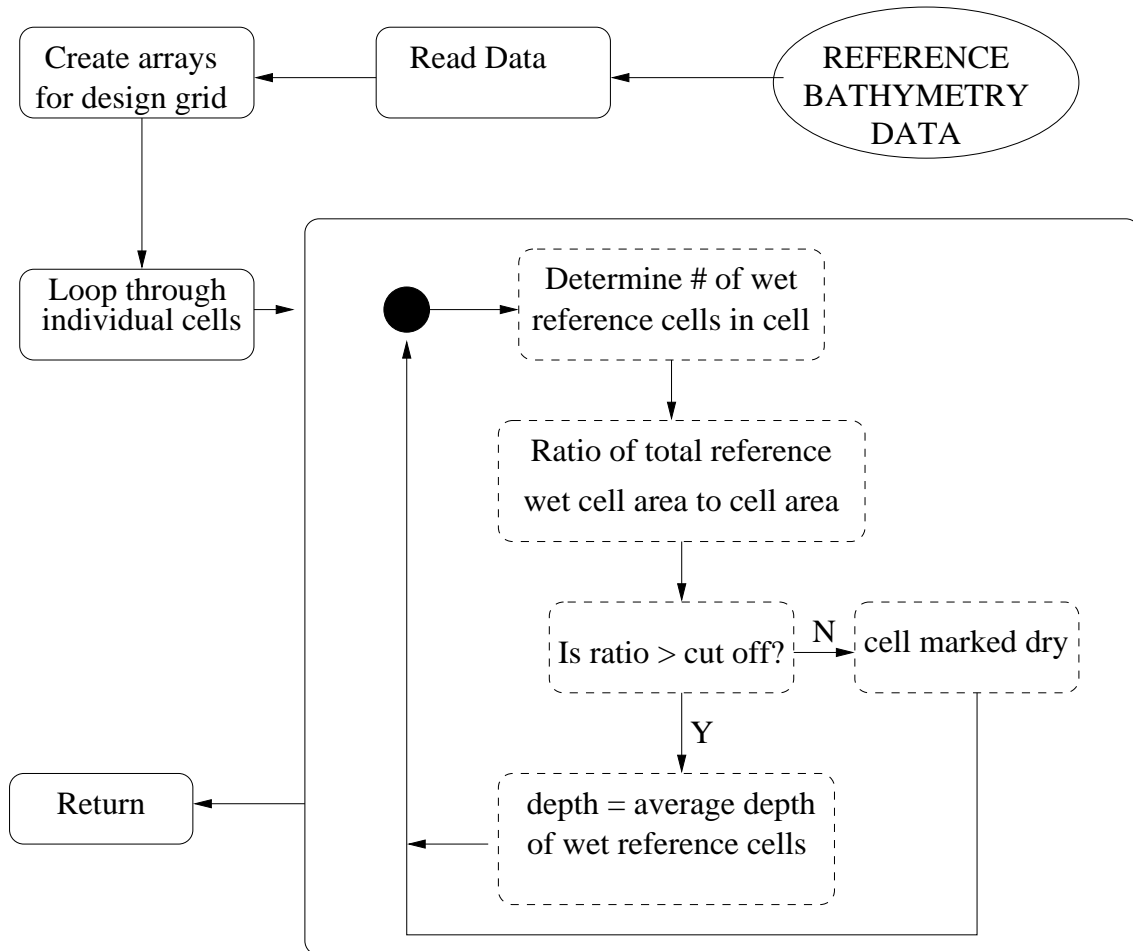 Create arrays
for design grid
Read Data
REFERENCE
BATHYMETRY
DATA
Loop through
individual cells
Determine # of wet
reference cells in cell
Ratio of total reference
wet cell area to cell area
Is ratio > cut off?
N
cell marked dry
Y
Return
depth = average depth
of wet reference cells